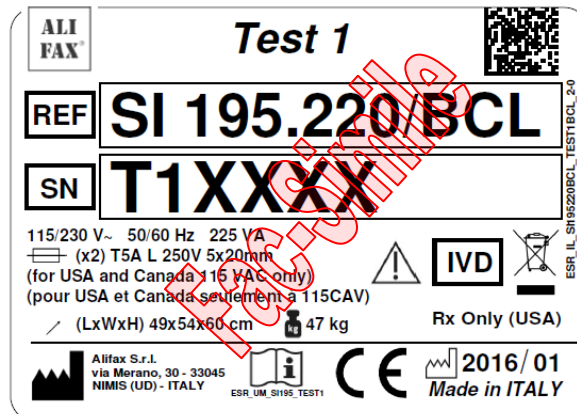 ALI
FAX®
Test 1
REF
SI 195.220/BCL
SN
T1XXXX
Fac-Simile
115/230 V~ 50/60 Hz 225 VA
(x2) T5A L 250V 5x20mm
(for USA and Canada 115 VAC only)
(pour USA et Canada seulement à 115CAV)
(LxWxH) 49x54x60 cm
kg
47 kg
IVD
Rx Only (USA)
ESR_IL_SI195220BCL_TEST1BCL_2-0
Alifax S.r.l.
via Merano, 30 - 33045
NIMIS (UD) - ITALY
i
ESR_UM_SI195_TEST1
CE
2016/01
Made in ITALY